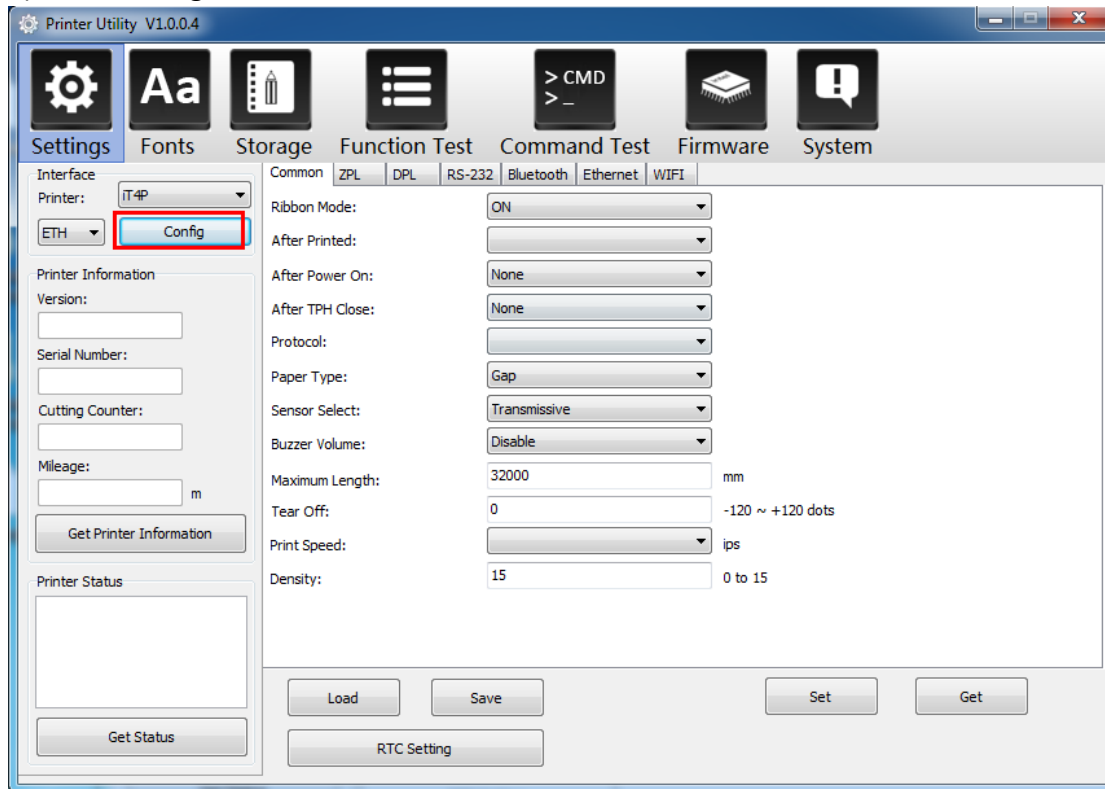 Printer Utility V1.0.0.4
> CMD
> _
Aa
Settings Fonts Storage Function Test Command Test Firmware System
Interface
Printer: iT4P
ETH Config
Printer Information
Version:
Serial Number:
Cutting Counter:
Mileage:
m
Get Printer Information
Printer Status
Get Status
Common ZPL DPL RS-232 Bluetooth Ethernet WIFI
Ribbon Mode: ON
After Printed:
After Power On: None
After TPH Close: None
Protocol:
Paper Type: Gap
Sensor Select: Transmissive
Buzzer Volume: Disable
Maximum Length: 32000 mm
Tear Off: 0 -120 ~ +120 dots
Print Speed: ips
Density: 15 0 to 15
Load Save Set Get
RTC Setting